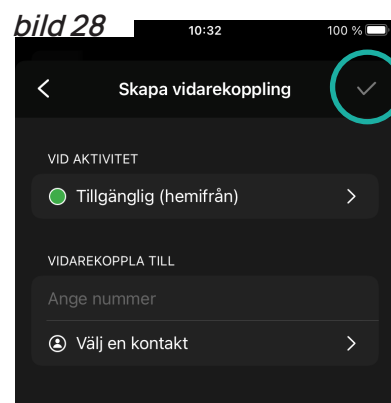 bild 28
10:32
100 %
Skapa vidarekoppling
VID AKTIVITET
Tillgänglig (hemifrån)
VIDAREKOPPLA TILL
Ange nummer
Välj en kontakt